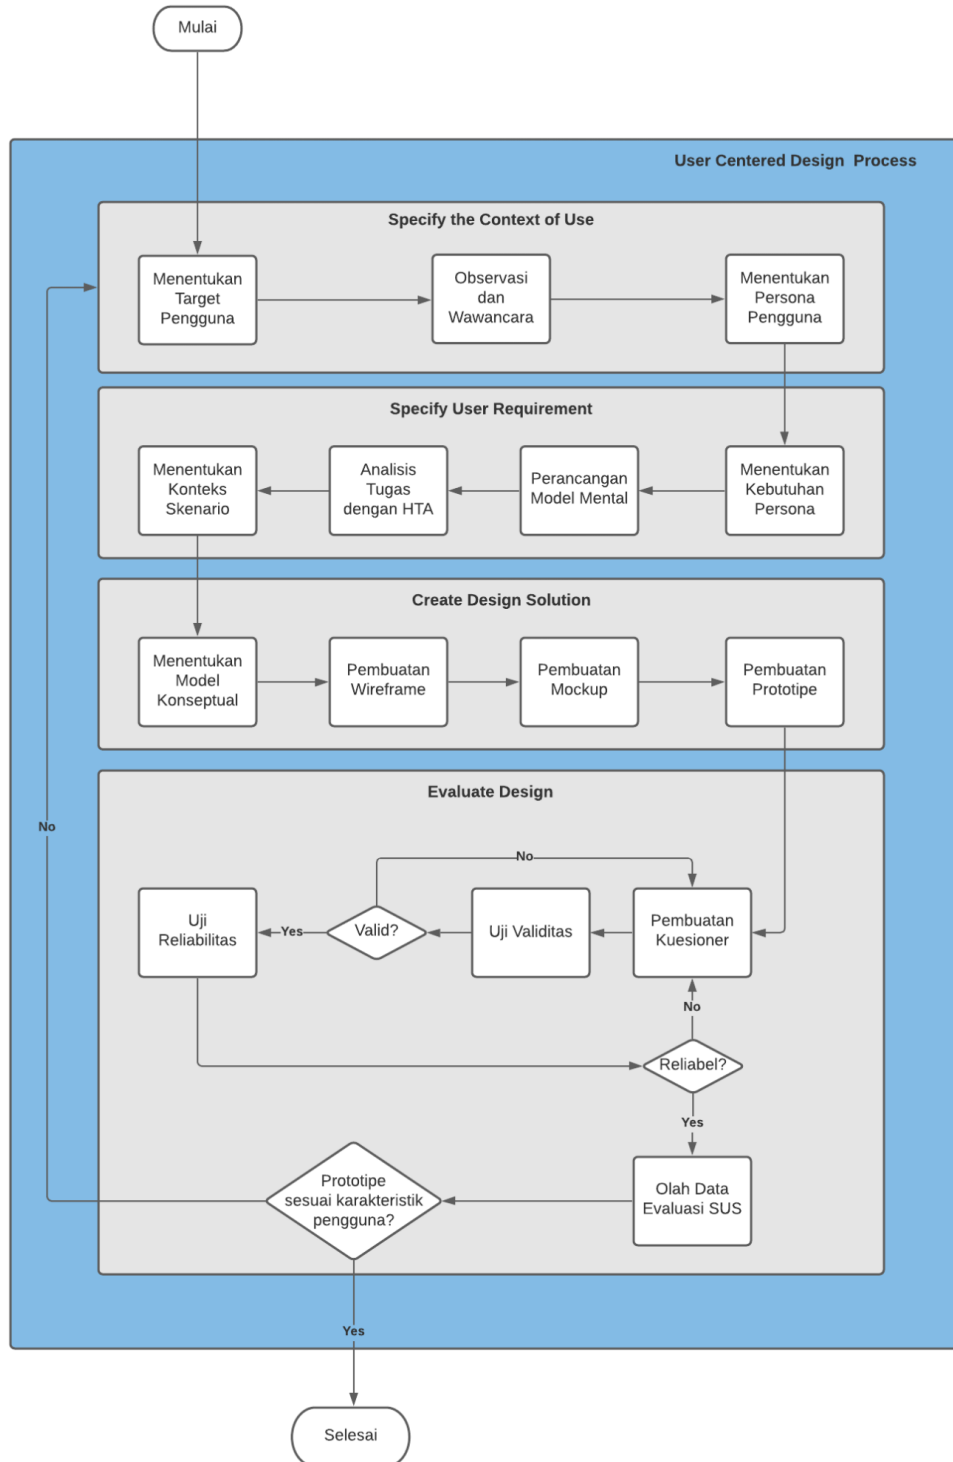 Mulai
User Centered Design Process
Specify the Context of Use
Menentukan
Target
Pengguna
Observasi
dan
Wawancara
Menentukan
Persona
Pengguna
Specify User Requirement
Menentukan
Konteks
Skenario
Analisis
Tugas
dengan HTA
Perancangan
Model Mental
Menentukan
Kebutuhan
Persona
Create Design Solution
Menentukan
Model
Konseptual
Pembuatan
Wireframe
Pembuatan
Mockup
Pembuatan
Prototipe
Evaluate Design
No
No
Uji
Reliabilitas
Yes
Valid?
Uji Validitas
Pembuatan
Kuesioner
No
Reliabel?
Yes
Prototipe
sesuai karakteristik
pengguna?
Olah Data
Evaluasi SUS
Yes
Selesai